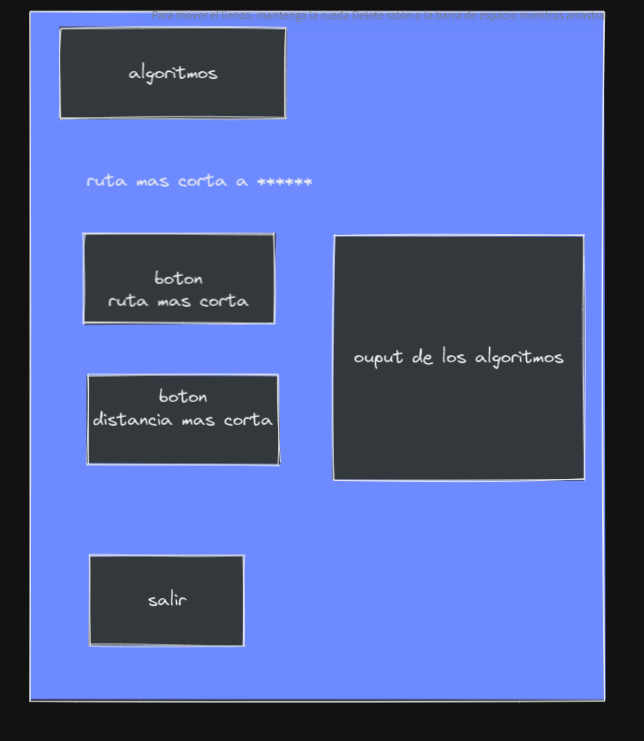 Para mover el lienzo, mantenga la rueda Delete ratón o la barra de espacio mientras arrastra
algoritmos
ruta mas corta a ******
boton
ruta mas corta
ouput de los algoritmos
boton
distancia mas corta
salir